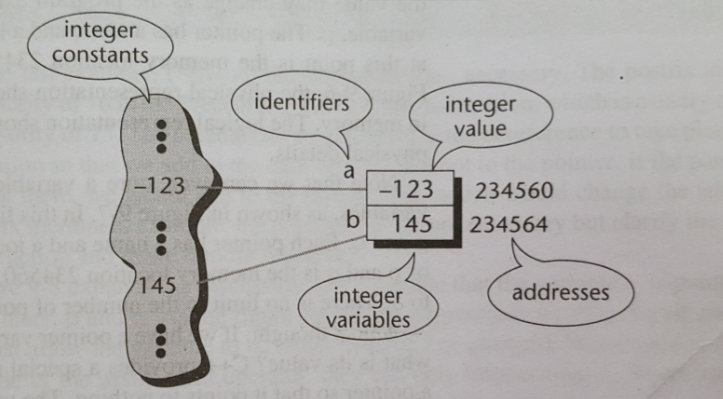 integer
constants
identifiers
integer
value
a
–123
–123
234560
b
145
234564
145
integer
variables
addresses